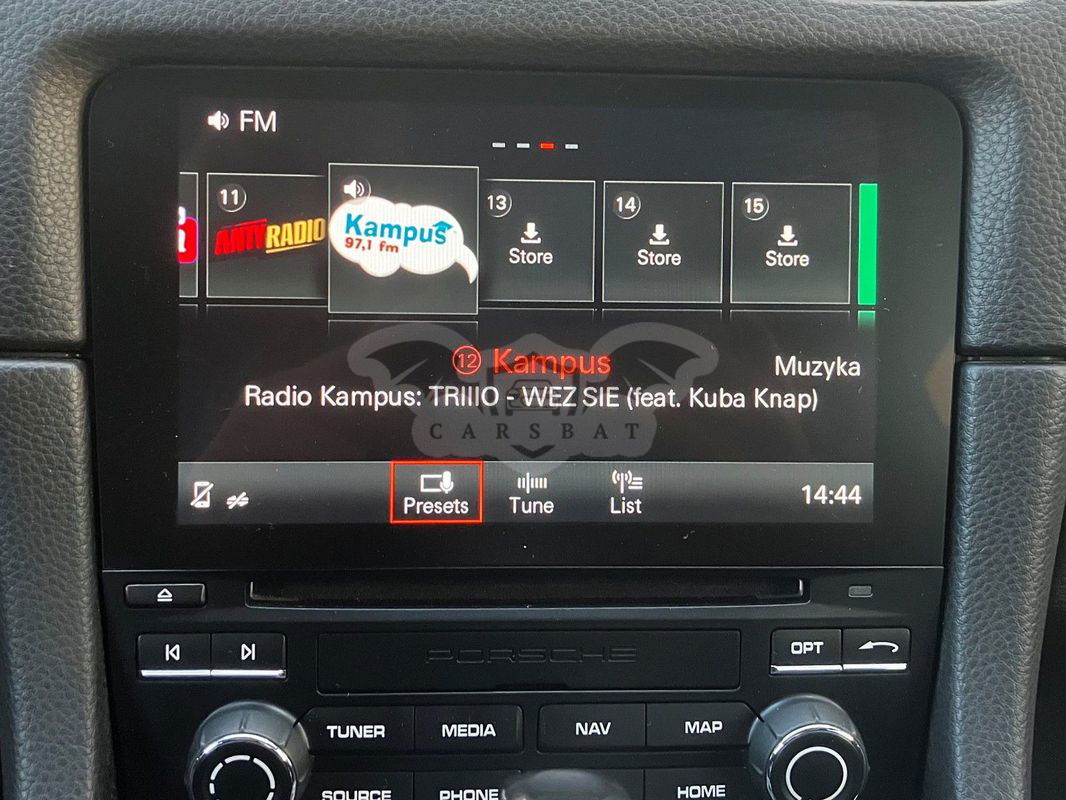 FM
11
ANTYRADIO
Kampus
97,1 fm
13
Store
14
Store
15
Store
12 Kampus
Muzyka
Radio Kampus: TRIIIO - WEZ SIE (feat. Kuba Knap)
CARSBAT
Presets
Tune
List
14:44
PORSCHE
OPT
TUNER
MEDIA
NAV
MAP
SOURCE
PHONE
HOME